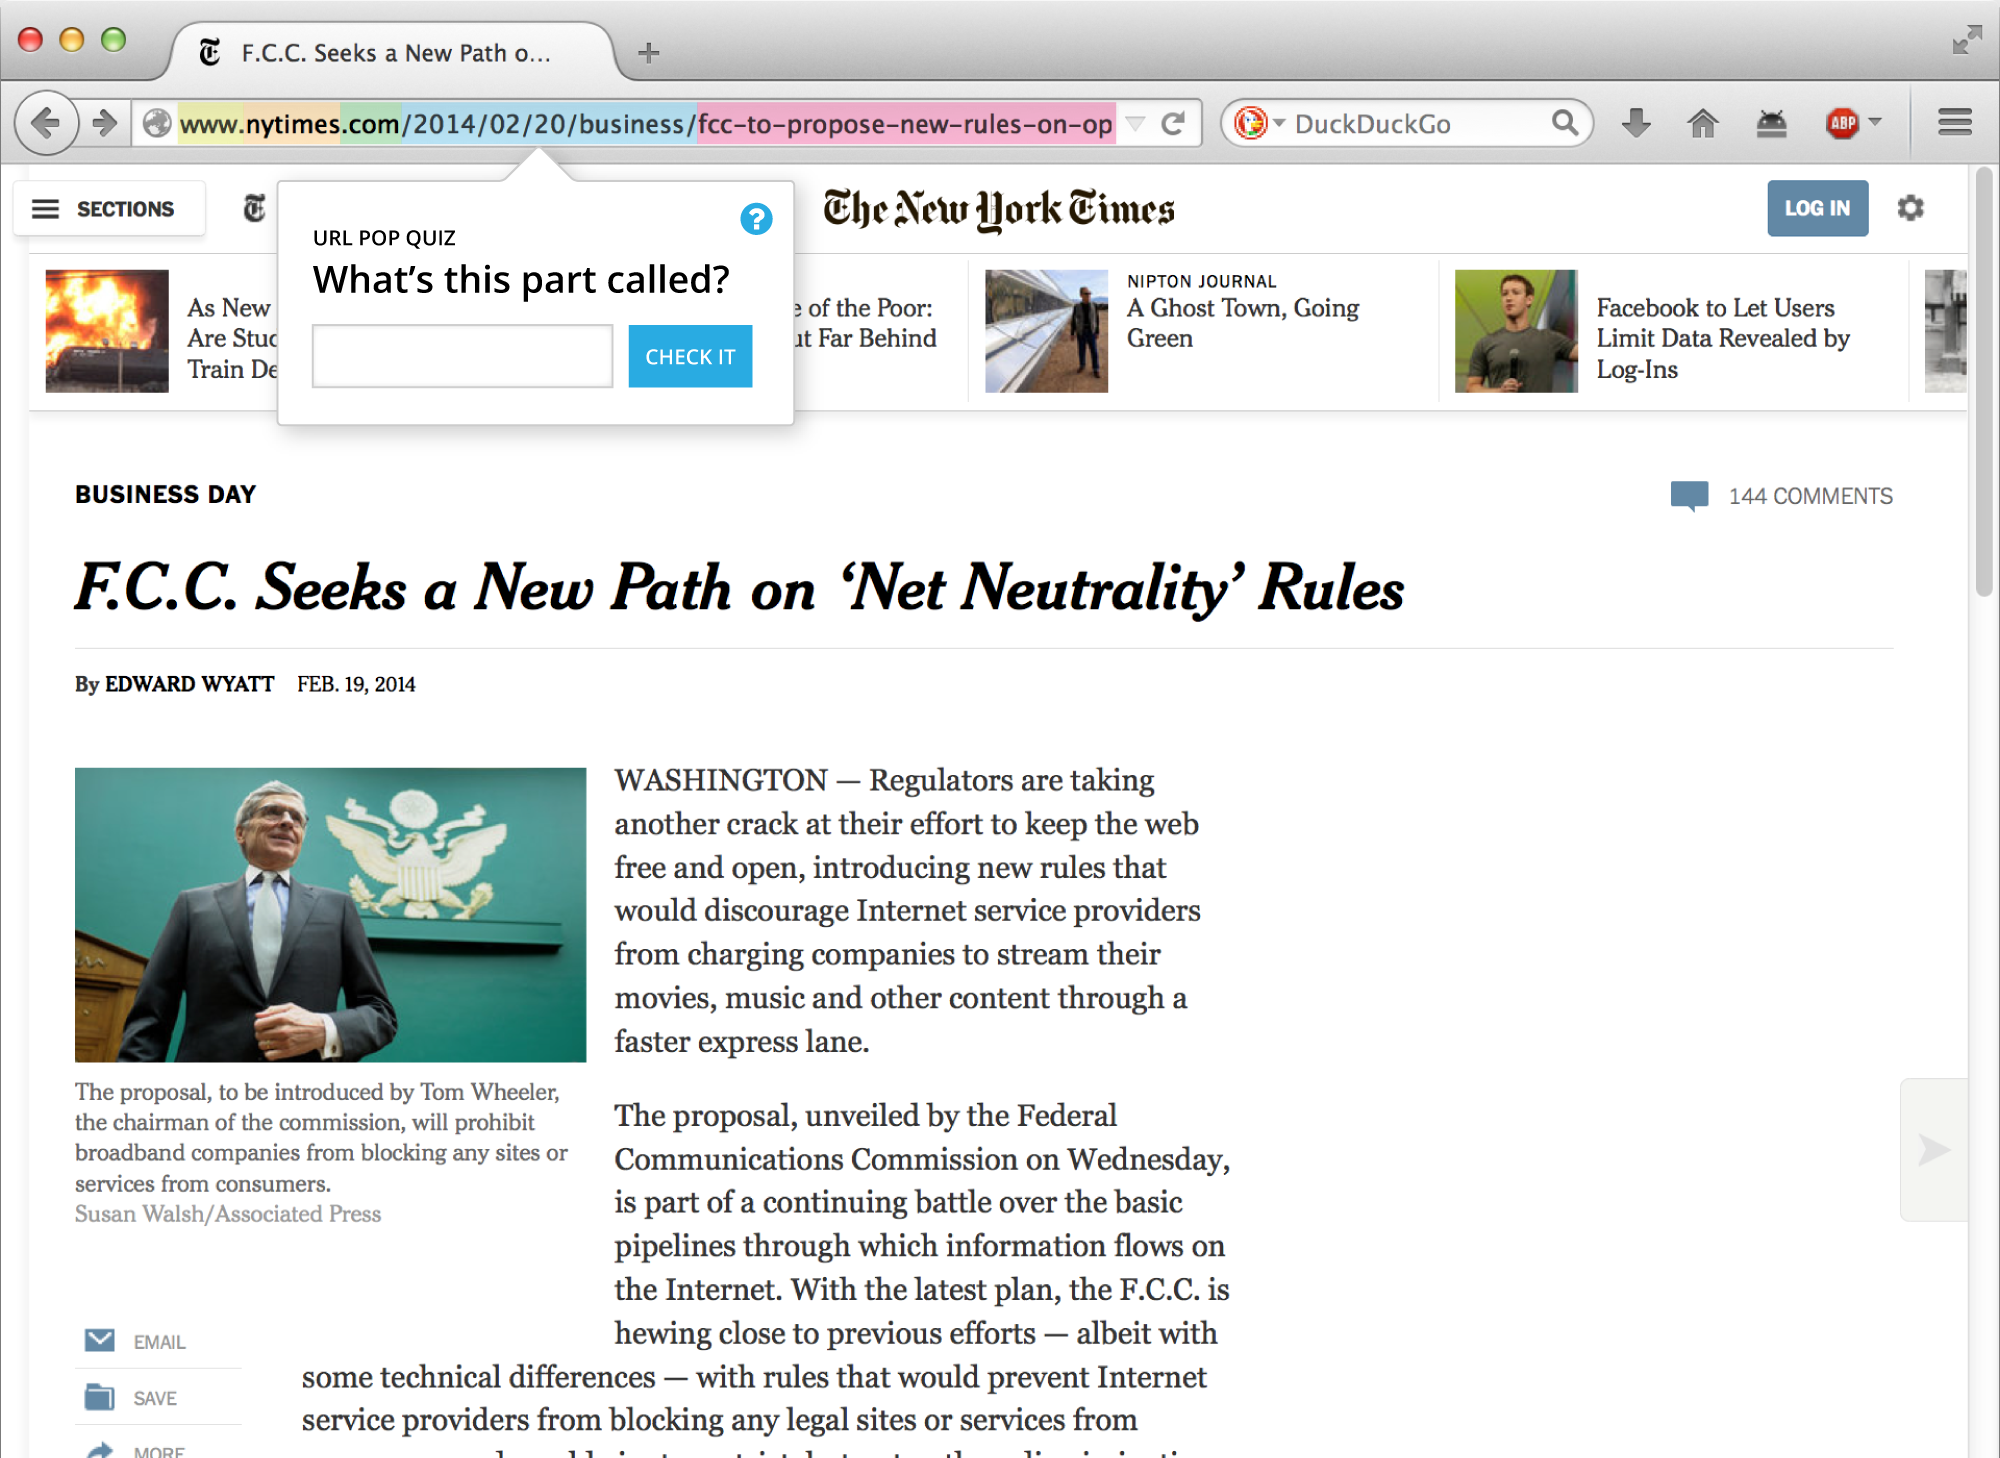 F.C.C. Seeks a New Path o...
www.nytimes.com/2014/02/20/business/fcc-to-propose-new-rules-on-op
DuckDuckGo
ABP
SECTIONS
The New York Times
LOG IN
URL POP QUIZ
What's this part called?
CHECK IT
?
As New
Are Stuc
Train De
e of the Poor:
ut Far Behind
NIPTON JOURNAL
A Ghost Town, Going
Green
Facebook to Let Users
Limit Data Revealed by
Log-Ins
BUSINESS DAY
144 COMMENTS
F.C.C. Seeks a New Path on ‘Net Neutrality’ Rules
By EDWARD WYATT FEB. 19, 2014
The proposal, to be introduced by Tom Wheeler,
the chairman of the commission, will prohibit
broadband companies from blocking any sites or
services from consumers.
Susan Walsh/Associated Press
WASHINGTON — Regulators are taking
another crack at their effort to keep the web
free and open, introducing new rules that
would discourage Internet service providers
from charging companies to stream their
movies, music and other content through a
faster express lane.
The proposal, unveiled by the Federal
Communications Commission on Wednesday,
is part of a continuing battle over the basic
pipelines through which information flows on
the Internet. With the latest plan, the F.C.C. is
hewing close to previous efforts — albeit with
some technical differences — with rules that would prevent Internet
service providers from blocking any legal sites or services from
EMAIL
SAVE
MORE